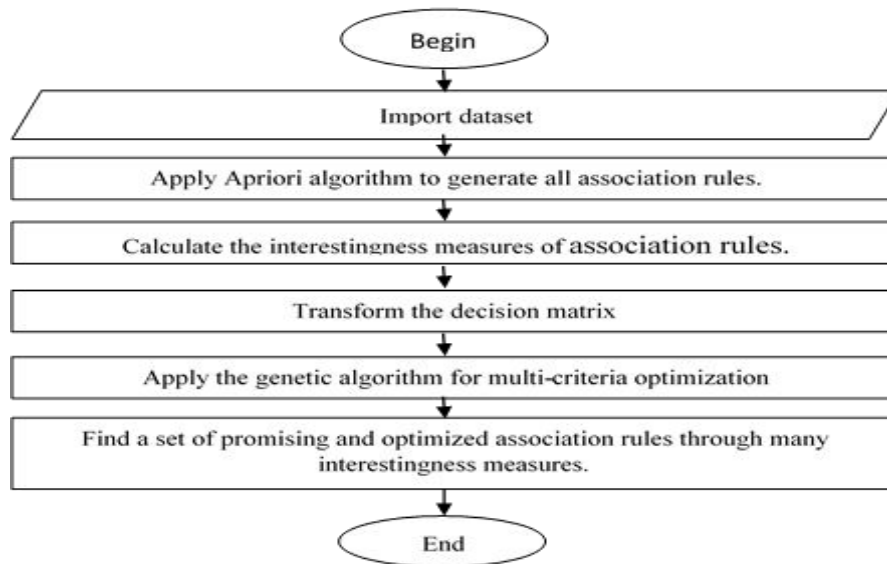 Begin
Import dataset
Apply Apriori algorithm to generate all association rules.
Calculate the interestingness measures of association rules.
Transform the decision matrix
Apply the genetic algorithm for multi-criteria optimization
Find a set of promising and optimized association rules through many
interestingness measures.
End